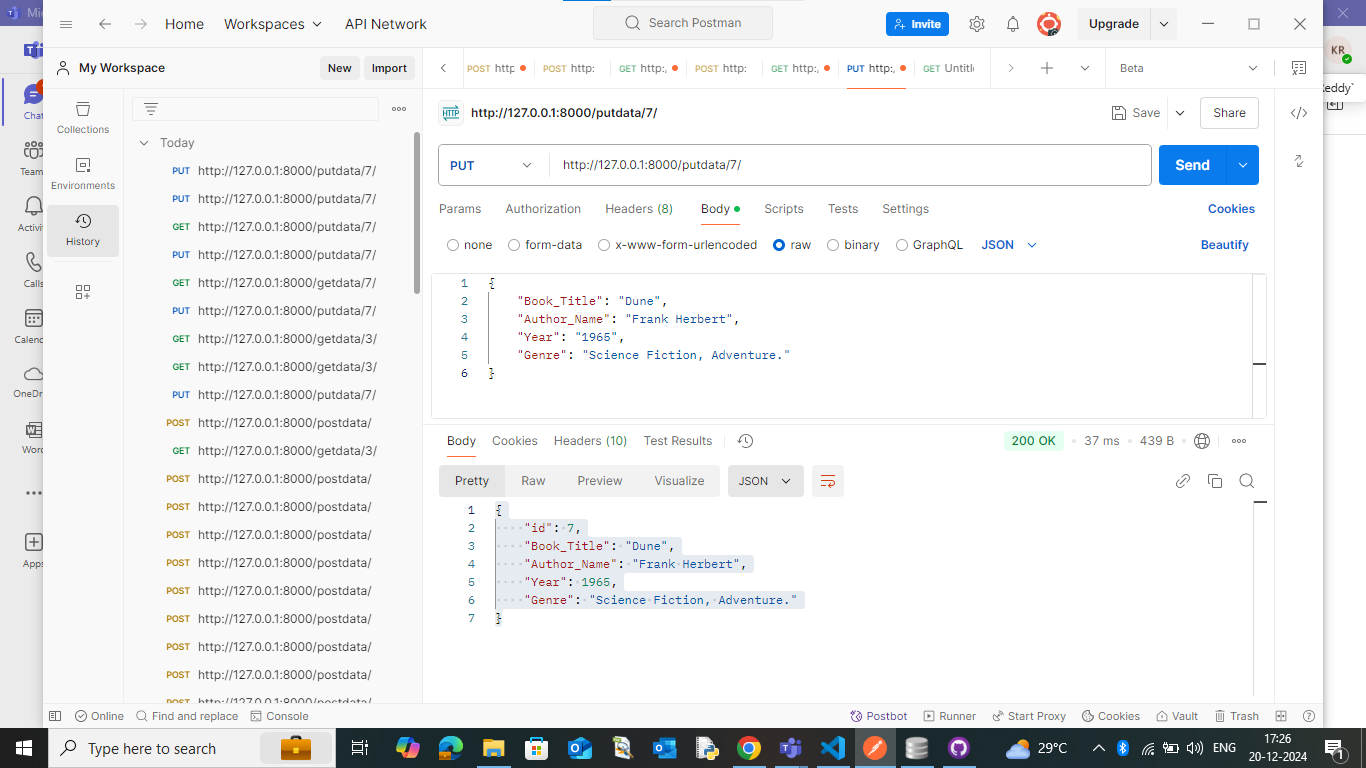 Mic
Home
Workspaces
API Network
Search Postman
Invite
Upgrade
KR
My Workspace
New
Import
POST http
POST http:
GET http:,
POST http:
GET http:,
PUT http:,
GET Untitle
Beta
Reddy`
Chat
Team
Activi
Calls
Calend
OneDri
Word
Apps
Collections
Environments
History
Today
PUT http://127.0.0.1:8000/putdata/7/
PUT http://127.0.0.1:8000/putdata/7/
GET http://127.0.0.1:8000/putdata/7/
PUT http://127.0.0.1:8000/putdata/7/
GET http://127.0.0.1:8000/getdata/7/
PUT http://127.0.0.1:8000/putdata/7/
GET http://127.0.0.1:8000/getdata/3/
GET http://127.0.0.1:8000/getdata/3/
PUT http://127.0.0.1:8000/putdata/7/
POST http://127.0.0.1:8000/postdata/
GET http://127.0.0.1:8000/getdata/3/
POST http://127.0.0.1:8000/postdata/
POST http://127.0.0.1:8000/postdata/
POST http://127.0.0.1:8000/postdata/
POST http://127.0.0.1:8000/postdata/
POST http://127.0.0.1:8000/postdata/
POST http://127.0.0.1:8000/postdata/
POST http://127.0.0.1:8000/postdata/
POST http://127.0.0.1:8000/postdata/
POST http://127.0.0.1:8000/postdata/
HTTP http://127.0.0.1:8000/putdata/7/
Save
Share
PUT
http://127.0.0.1:8000/putdata/7/
Send
Params
Authorization
Headers (8)
Body
Scripts
Tests
Settings
Cookies
none
form-data
x-www-form-urlencoded
raw
binary
GraphQL
JSON
Beautify
1 {
2 "Book_Title": "Dune",
3 "Author_Name": "Frank Herbert",
4 "Year": "1965",
5 "Genre": "Science Fiction, Adventure."
6 }
Body
Cookies
Headers (10)
Test Results
200 OK
37 ms
439 B
Pretty
Raw
Preview
Visualize
JSON
1 {
2 "id": 7,
3 "Book_Title": "Dune",
4 "Author_Name": "Frank Herbert",
5 "Year": 1965,
6 "Genre": "Science Fiction, Adventure."
7 }
Online
Find and replace
Console
Postbot
Runner
Start Proxy
Cookies
Vault
Trash
Type here to search
29°C
ENG
17:26
20-12-2024
1